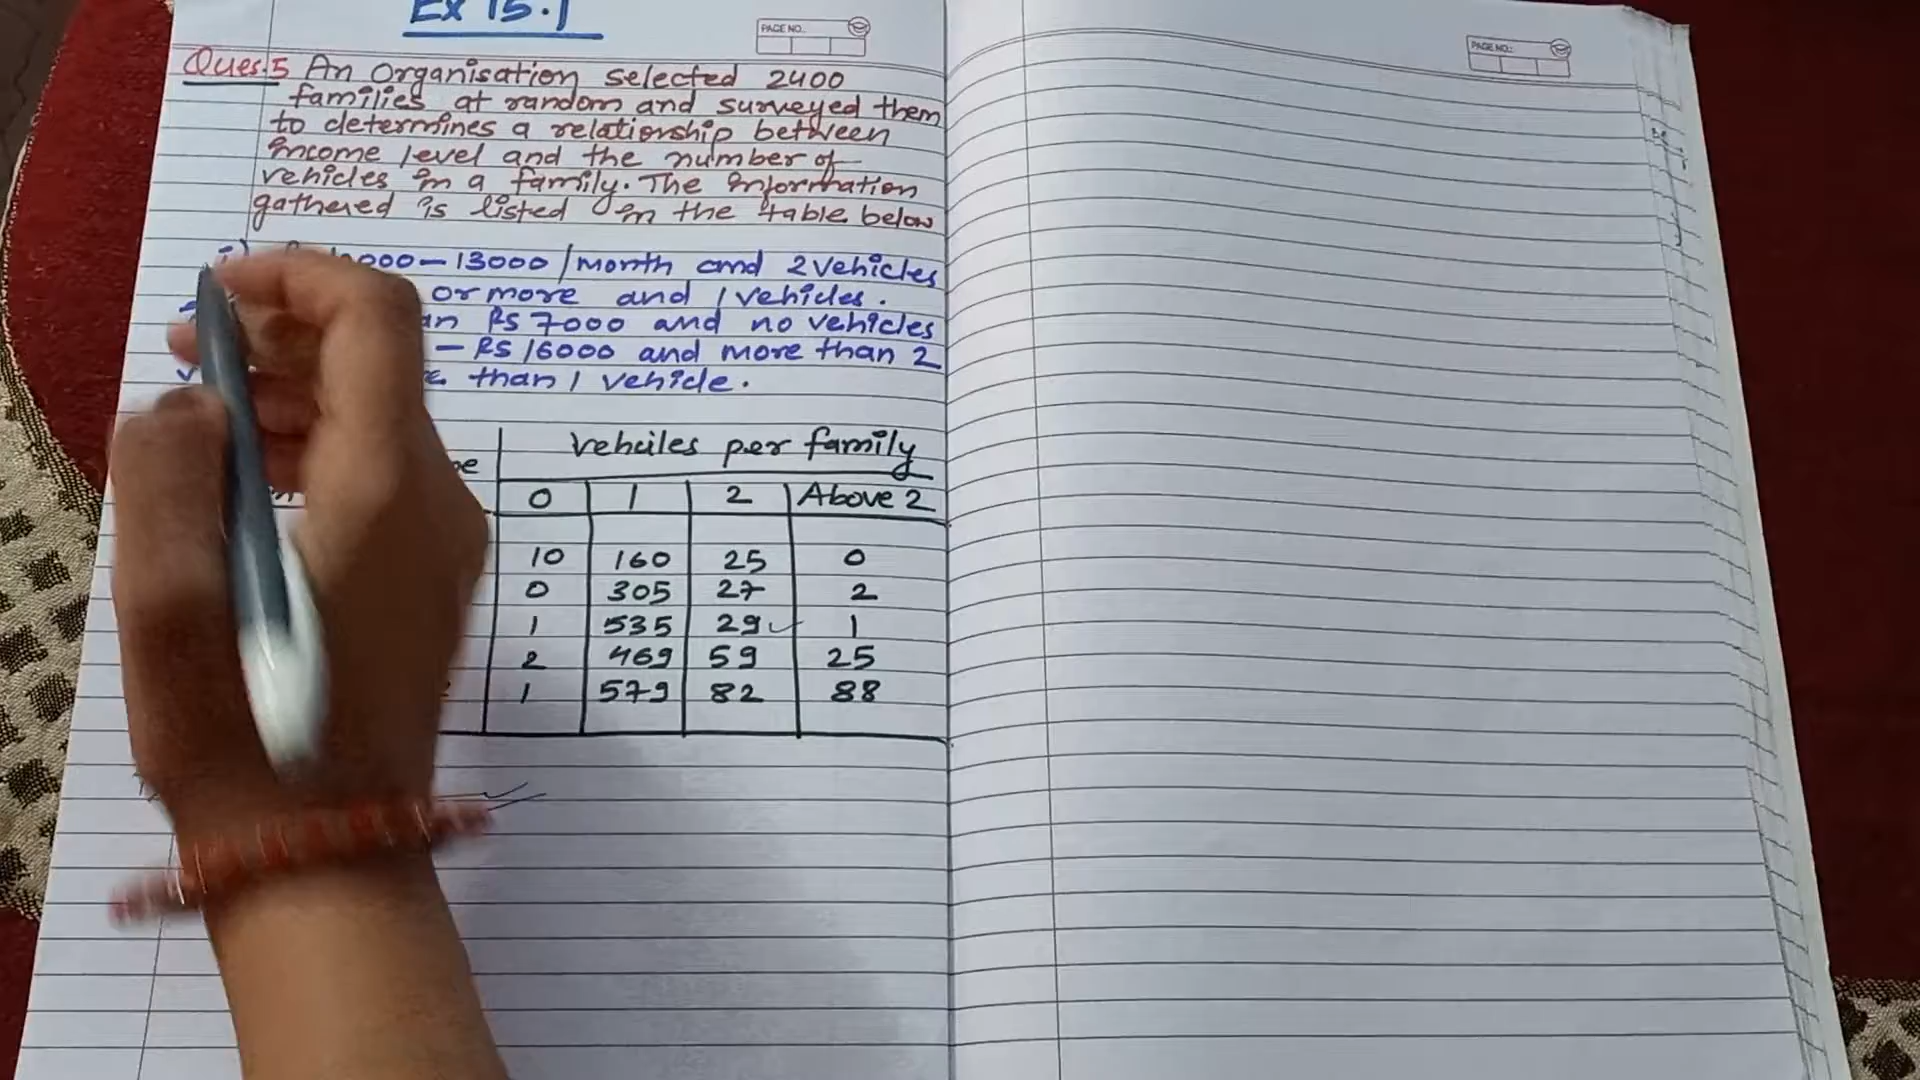 Ex 15.1
PAGE NO.:
PAGE NO.:
Ques.5 An Organisation selected 2400
families at random and surveyed them
to determines a relationship between
income level and the number of
vehicles in a family. The information
gathered is listed in the table below
i) 000 - 13000 /month and 2 vehicles
or more and 1 vehicles.
an Rs 7000 and no vehicles
- Rs 16000 and more than 2
than 1 vehicle.
Vehciles per family
0 1 2 Above 2
10 160 25 0
0 305 27 2
1 535 29 1
2 469 59 25
1 579 82 88